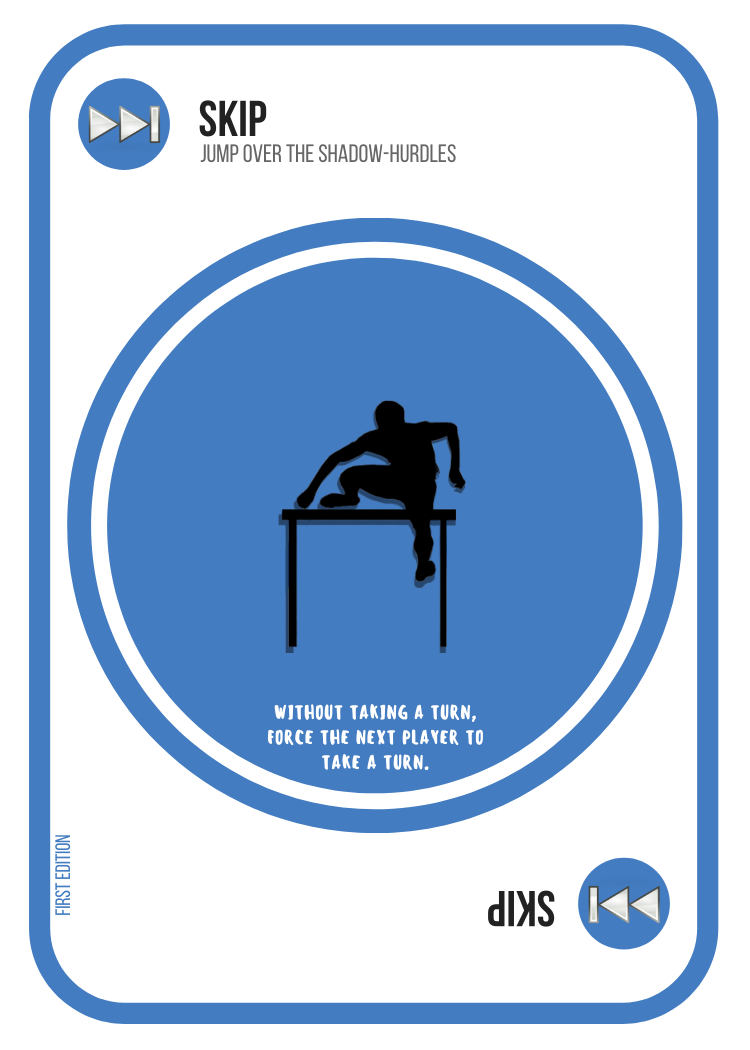 SKIP
JUMP OVER THE SHADOW-HURDLES
WITHOUT TAKING A TURN,
FORCE THE NEXT PLAYER TO
TAKE A TURN.
FIRST EDITION
SKIP